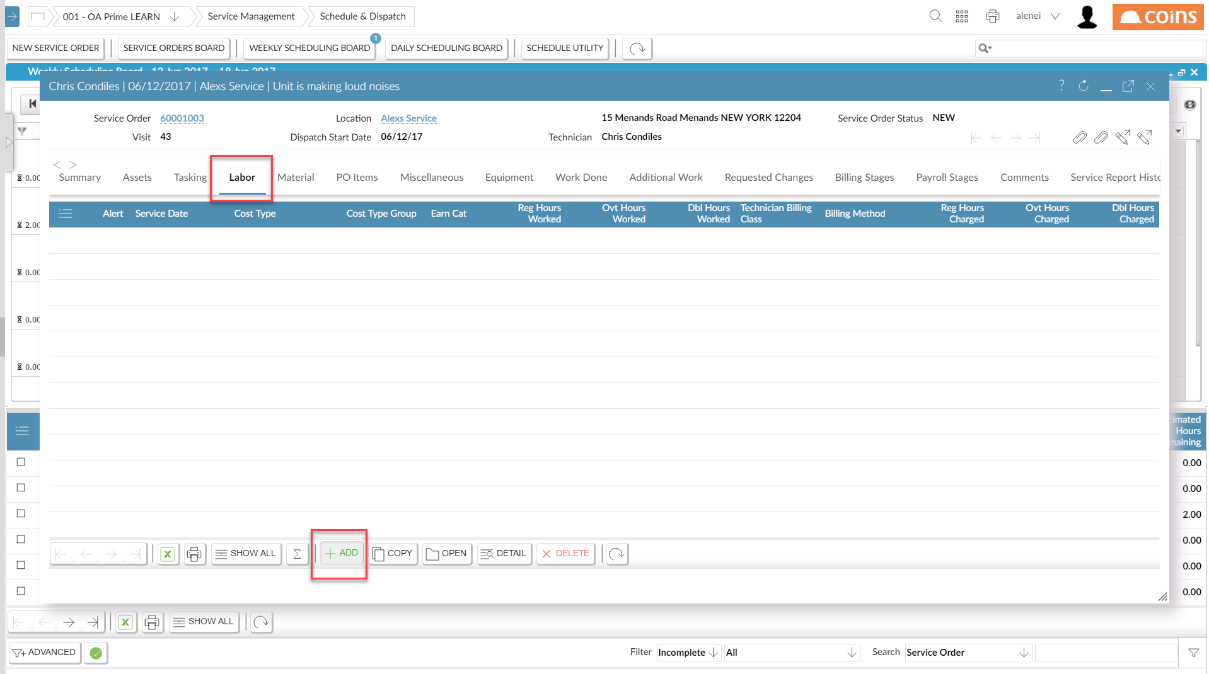 001 - OA Prime LEARN Service Management Schedule & Dispatch alenei coins
NEW SERVICE ORDER SERVICE ORDERS BOARD WEEKLY SCHEDULING BOARD 1 DAILY SCHEDULING BOARD SCHEDULE UTILITY
Weekly Scheduling Board - 12 Jun 2017 - 18 Jun 2017
Chris Condiles | 06/12/2017 | Alexs Service | Unit is making loud noises
Service Order 60001003 Location Alexs Service 15 Menands Road Menands NEW YORK 12204 Service Order Status NEW
Visit 43 Dispatch Start Date 06/12/17 Technician Chris Condiles
Summary Assets Tasking Labor Material PO Items Miscellaneous Equipment Work Done Additional Work Requested Changes Billing Stages Payroll Stages Comments Service Report Histo
Alert Service Date Cost Type Cost Type Group Earn Cat Reg Hours Worked Ovt Hours Worked Dbl Hours Worked Technician Billing Class Billing Method Reg Hours Charged Ovt Hours Charged Dbl Hours Charged
0.00
2.00
0.00
0.00
0.00
timated
Hours
naining
0.00
0.00
2.00
0.00
0.00
0.00
SHOW ALL Σ ADD COPY OPEN DETAIL DELETE
SHOW ALL
ADVANCED Filter Incomplete All Search Service Order